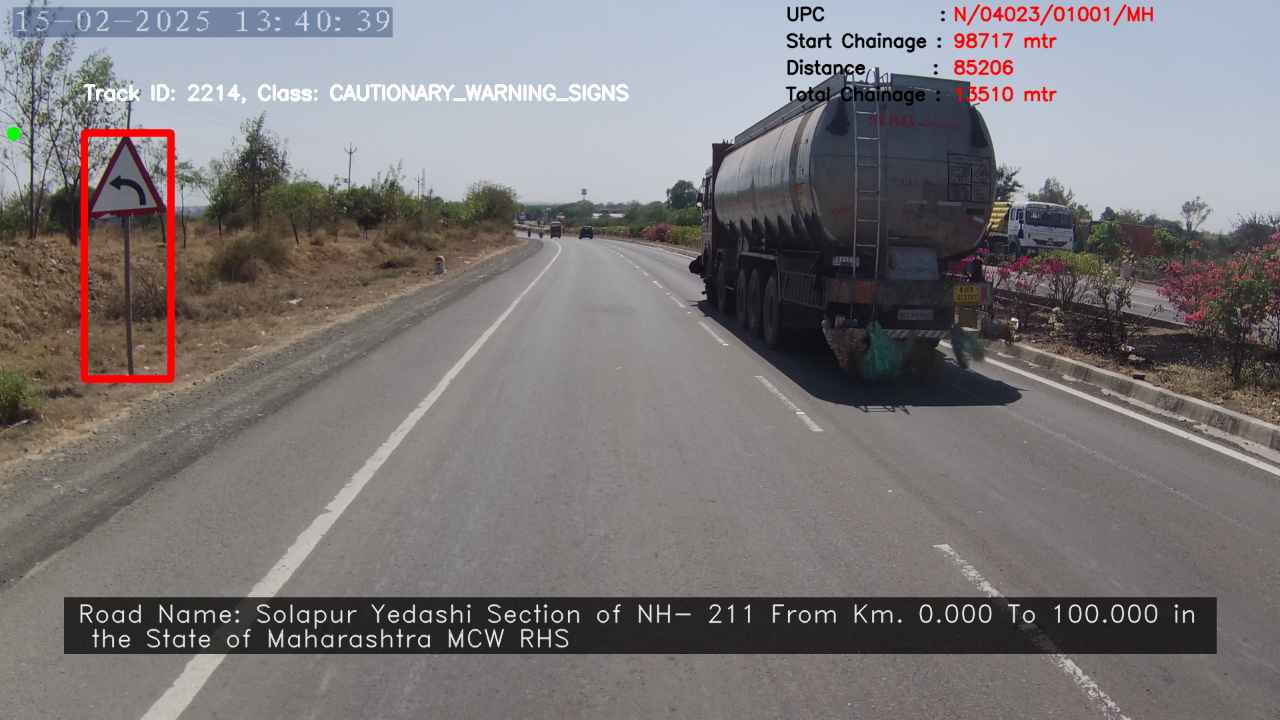 15-02-2025 13:40:39
UPC : N/04023/01001/MH
Start Chainage : 98717 mtr
Distance : 85206
Total Chainage : 13510 mtr
Track ID: 2214, Class: CAUTIONARY_WARNING_SIGNS
Road Name: Solapur Yedashi Section of NH- 211 From Km. 0.000 To 100.000 in
the State of Maharashtra MCW RHS